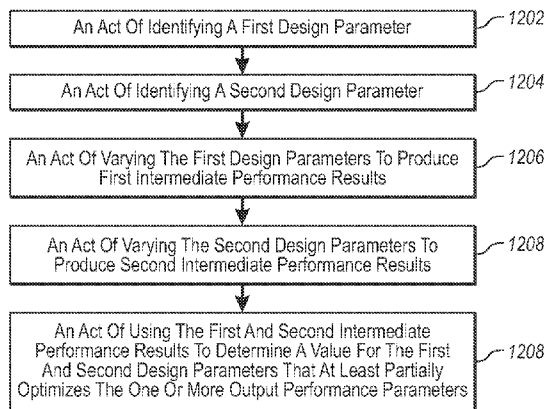 An Act Of Identifying A First Design Parameter
1202
An Act Of Identifying A Second Design Parameter
1204
An Act Of Varying The First Design Parameters To Produce
First Intermediate Performance Results
1206
An Act Of Varying The Second Design Parameters To
Produce Second Intermediate Performance Results
1208
An Act Of Using The First And Second Intermediate
Performance Results To Determine A Value For The First
And Second Design Parameters That At Least Partially
Optimizes The One Or More Output Performance Parameters
1208